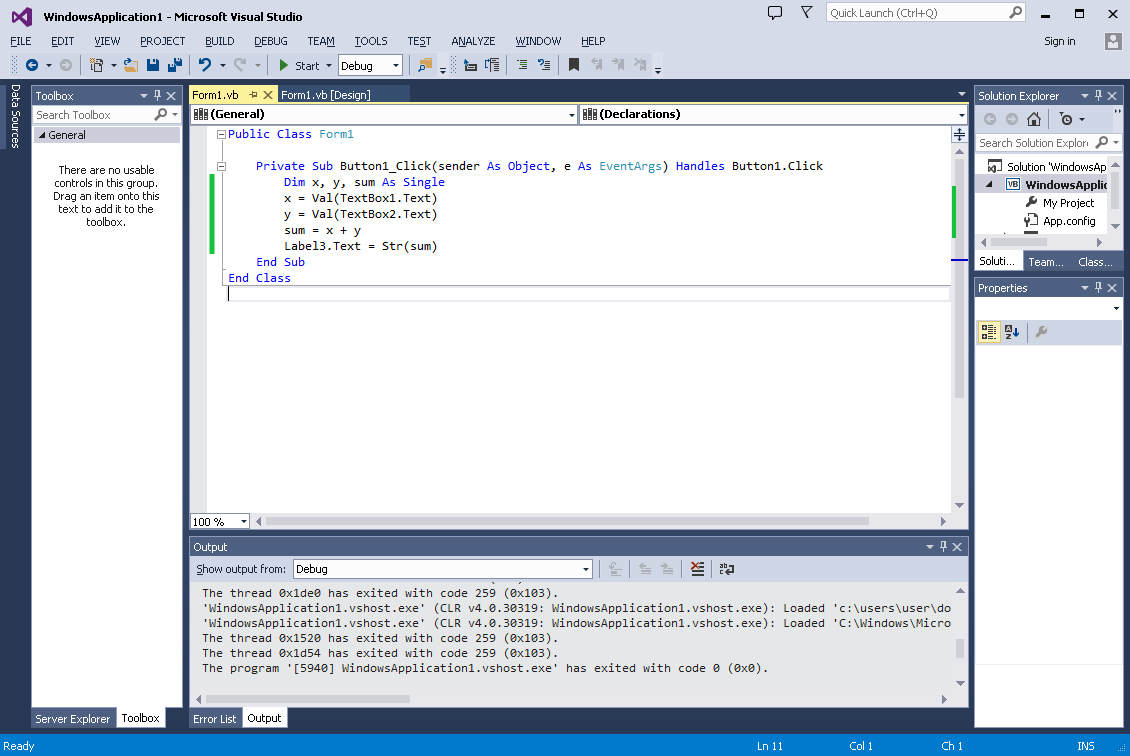 WindowsApplication1 - Microsoft Visual Studio
Quick Launch (Ctrl+Q)
FILE EDIT VIEW PROJECT BUILD DEBUG TEAM TOOLS TEST ANALYZE WINDOW HELP
Sign in
Start Debug
Data Sources
Toolbox
Search Toolbox
General
There are no usable
controls in this group.
Drag an item onto this
text to add it to the
toolbox.
Server Explorer Toolbox
Form1.vb Form1.vb [Design]
(General) (Declarations)
Public Class Form1
Private Sub Button1_Click(sender As Object, e As EventArgs) Handles Button1.Click
Dim x, y, sum As Single
x = Val(TextBox1.Text)
y = Val(TextBox2.Text)
sum = x + y
Label3.Text = Str(sum)
End Sub
End Class
100 %
Output
Show output from: Debug
The thread 0x1de0 has exited with code 259 (0x103).
'WindowsApplication1.vshost.exe' (CLR v4.0.30319: WindowsApplication1.vshost.exe): Loaded 'c:\users\user\do
'WindowsApplication1.vshost.exe' (CLR v4.0.30319: WindowsApplication1.vshost.exe): Loaded 'C:\Windows\Micro
The thread 0x1520 has exited with code 259 (0x103).
The thread 0x1d54 has exited with code 259 (0x103).
The program '[5940] WindowsApplication1.vshost.exe' has exited with code 0 (0x0).
Error List Output
Solution Explorer
Search Solution Explor
Solution 'WindowsAp
VB WindowsApplic
My Project
App.config
Soluti... Team... Class...
Properties
Ready Ln 11 Col 1 Ch 1 INS